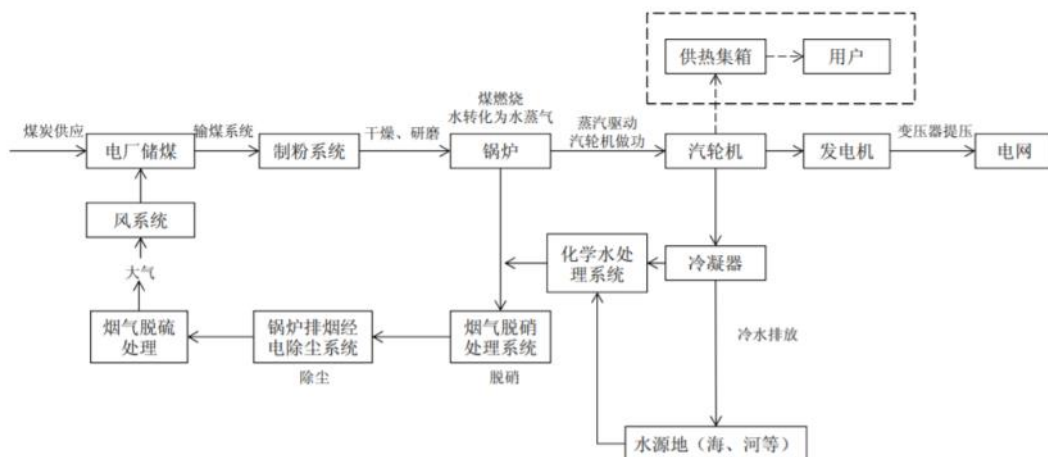 供热集箱
用户
煤炭供应
电厂储煤
输煤系统
制粉系统
干燥、研磨
煤燃烧
水转化为水蒸气
锅炉
蒸汽驱动
汽轮机做功
汽轮机
发电机
变压器提压
电网
风系统
大气
化学水处
理系统
冷凝器
烟气脱硫
处理
锅炉排烟经
电除尘系统
除尘
烟气脱硝
处理系统
脱硝
冷水排放
水源地（海、河等）